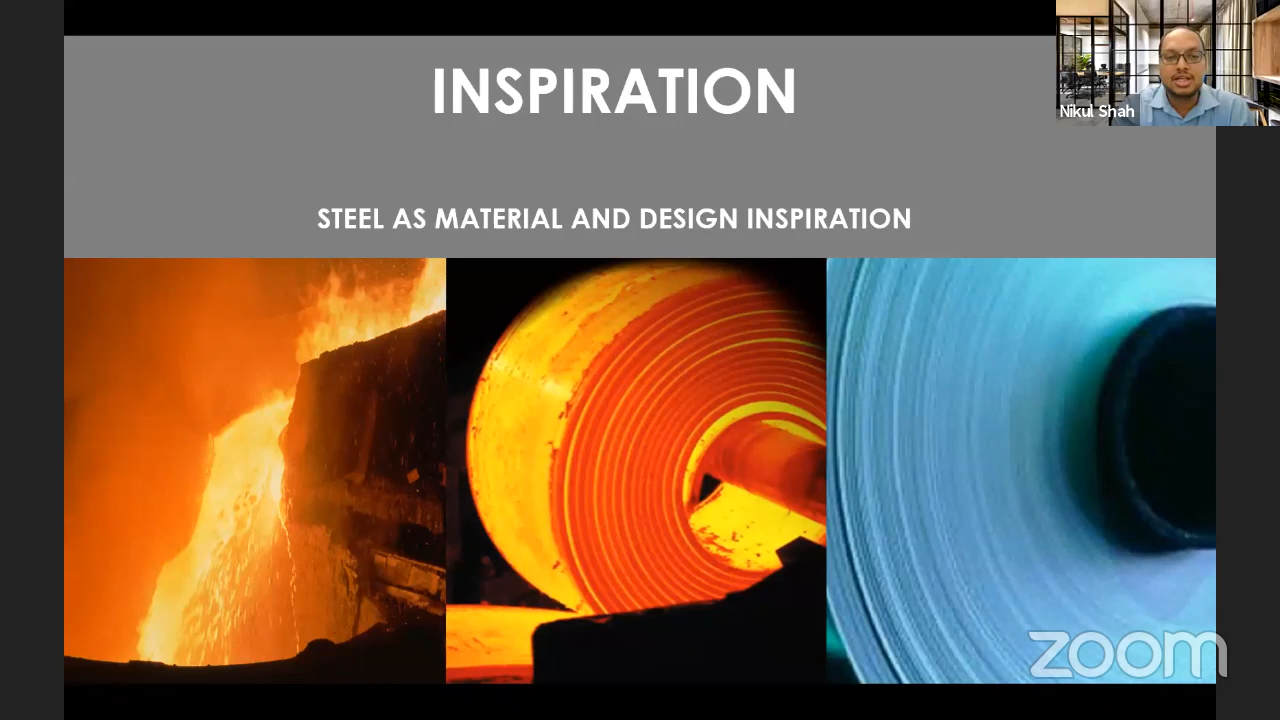 INSPIRATION
Nikul Shah
STEEL AS MATERIAL AND DESIGN INSPIRATION
zoom